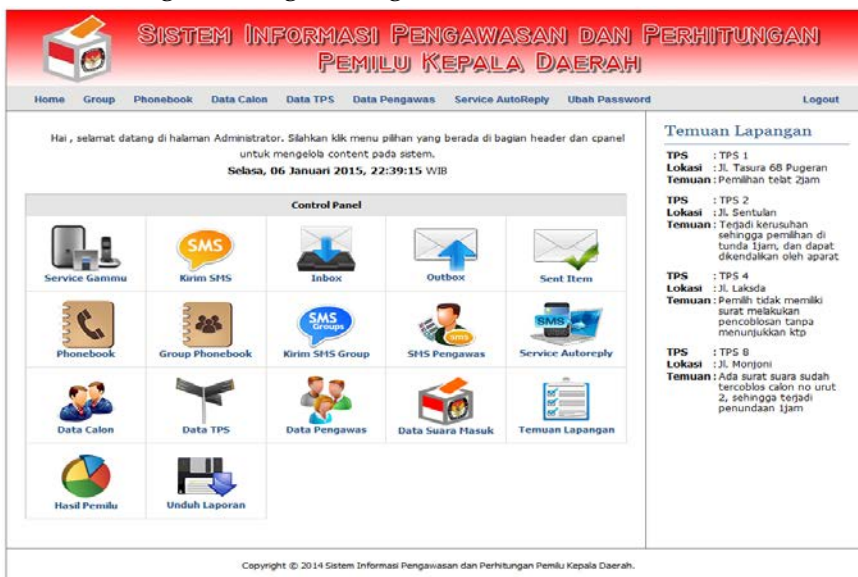 SISTEM INFORMASI PENGAWASAN DAN PERHITUNGAN
PEMILU KEPALA DAERAH
Home Group Phonebook Data Calon Data TPS Data Pengawas Service AutoReply Ubah Password Logout
Hai , selamat datang di halaman Administrator. Silahkan klik menu pilihan yang berada di bagian header dan cpanel
untuk mengelola content pada sistem.
Selasa, 06 Januari 2015, 22:39:15 WIB
Control Panel
SMS
Service Gammu Kirim SMS Inbox Outbox Sent Item
SMS
Groups
sms
SMS
Phonebook Group Phonebook Kirim SMS Group SMS Pengawas Service Autoreply
Data Calon Data TPS Data Pengawas Data Suara Masuk Temuan Lapangan
Hasil Pemilu Unduh Laporan
Temuan Lapangan
TPS : TPS 1
Lokasi : Jl. Tasura 68 Pugeran
Temuan : Pemilihan telat 2jam
TPS : TPS 2
Lokasi : Jl. Sentulan
Temuan : Terjadi kerusuhan
sehingga pemilihan di
tunda 1jam, dan dapat
dikendalikan oleh aparat
TPS : TPS 4
Lokasi : Jl. Laksda
Temuan : Pemilih tidak memiliki
surat melakukan
pencoblosan tanpa
menunjukkan ktp
TPS : TPS 8
Lokasi : Jl. Monjoni
Temuan : Ada surat suara sudah
tercoblos calon no urut
2, sehingga terjadi
penundaan 1jam
Copyright © 2014 Sistem Informasi Pengawasan dan Perhitungan Pemilu Kepala Daerah.